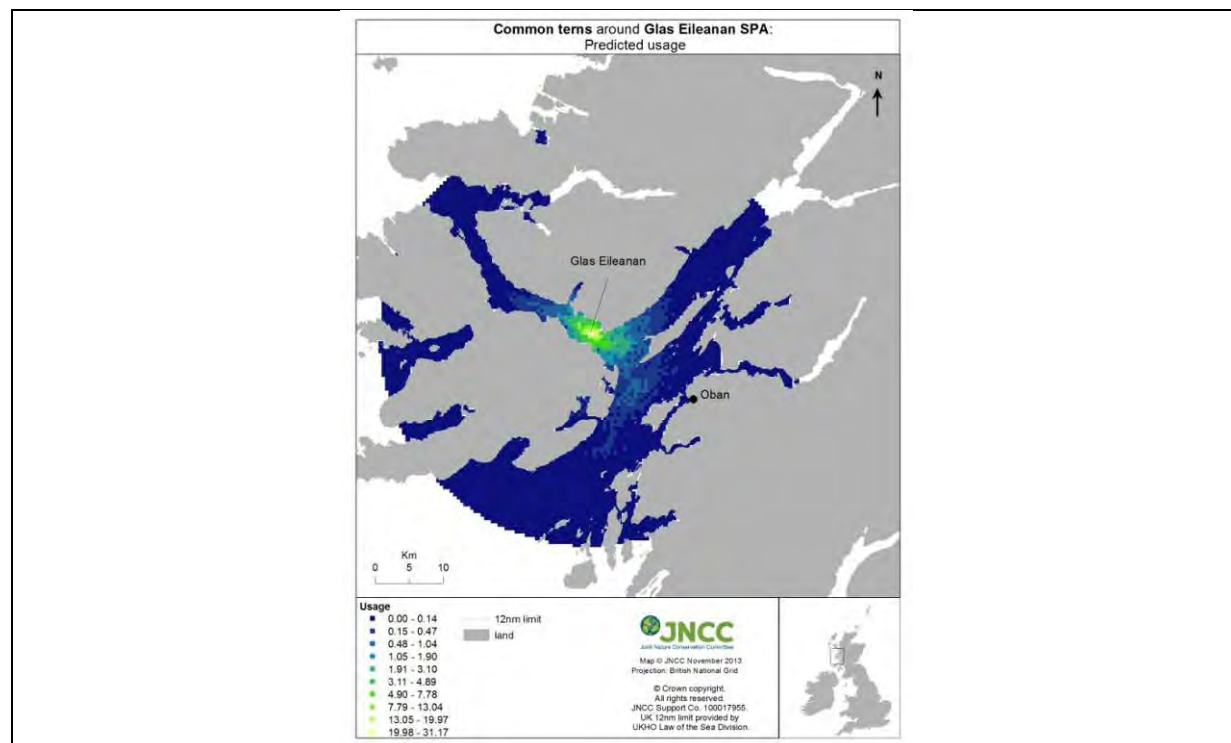 Common terns around Glas Eileanan SPA:
Predicted usage
N
Glas Eileanan
Oban
Km
0 5 10
Usage
0.00 - 0.14
0.15 - 0.47
0.48 - 1.04
1.05 - 1.90
1.91 - 3.10
3.11 - 4.89
4.90 - 7.78
7.79 - 13.04
13.05 - 19.97
19.98 - 31.17
12nm limit
land
JNCC
Joint Nature Conservation Committee
Map © JNCC November 2013
Projection: British National Grid
© Crown copyright.
All rights reserved.
JNCC Support Co. 100017955.
UK 12nm limit provided by
UKHO Law of the Sea Division.